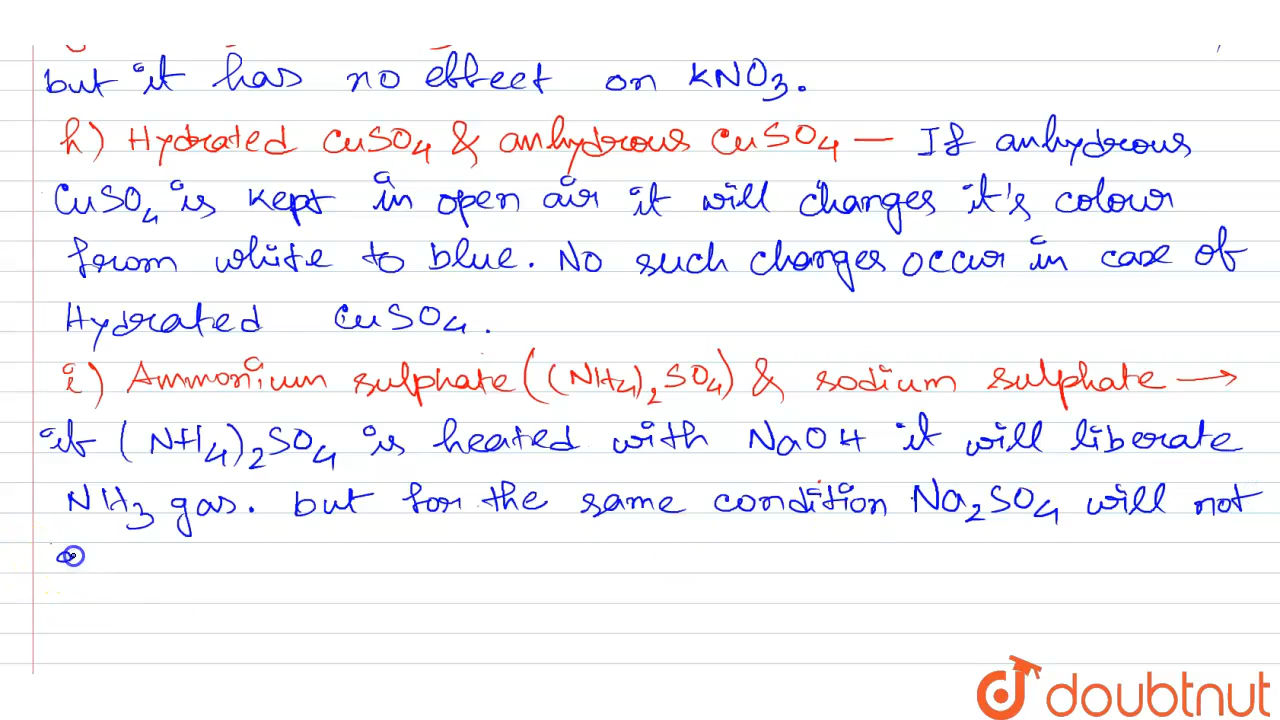 but it has no effect on KNO3.
h) Hydrated CuSO4 & anhydrous CuSO4 — If anhydrous
CuSO4 is kept in open air it will changes it's colour
from white to blue. No such changes occur in case of
Hydrated CuSO4.
i) Ammonium sulphate ((NH4)2SO4) & sodium sulphate →
if (NH4)2SO4 is heated with NaOH it will liberate
NH3 gas. but for the same condition Na2SO4 will not
doubtnut